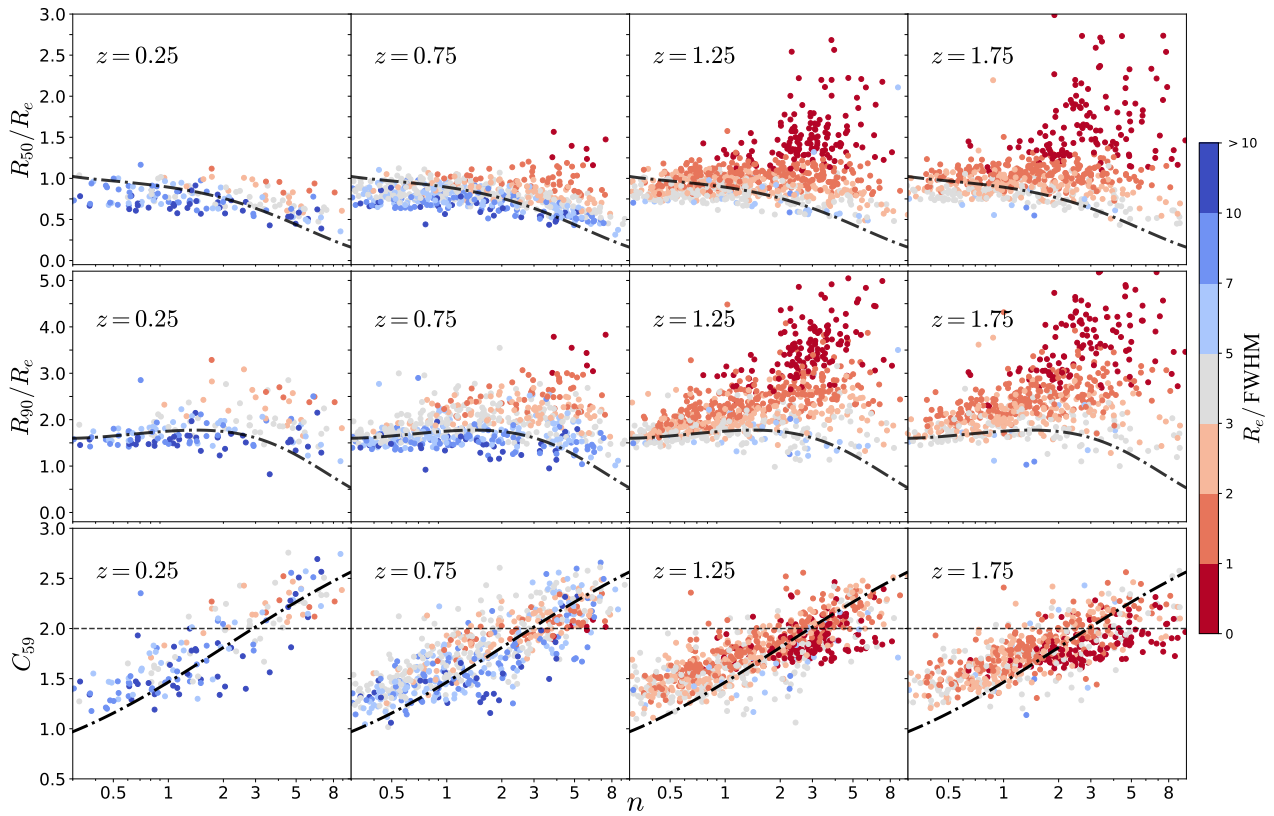 3.0
2.5
2.0
1.5
1.0
0.5
0.0
R50/Re
z = 0.25
z = 0.75
z = 1.25
z = 1.75
5.0
4.0
3.0
2.0
1.0
0.0
R90/Re
z = 0.25
z = 0.75
z = 1.25
z = 1.75
3.0
2.5
2.0
1.5
1.0
0.5
C59
z = 0.25
z = 0.75
z = 1.25
z = 1.75
0.5 1 2 3 5 8
0.5 1 2 3 5 8
0.5 1 2 3 5 8
0.5 1 2 3 5 8
n
> 10
10
7
5
3
2
1
0
Re/ FWHM